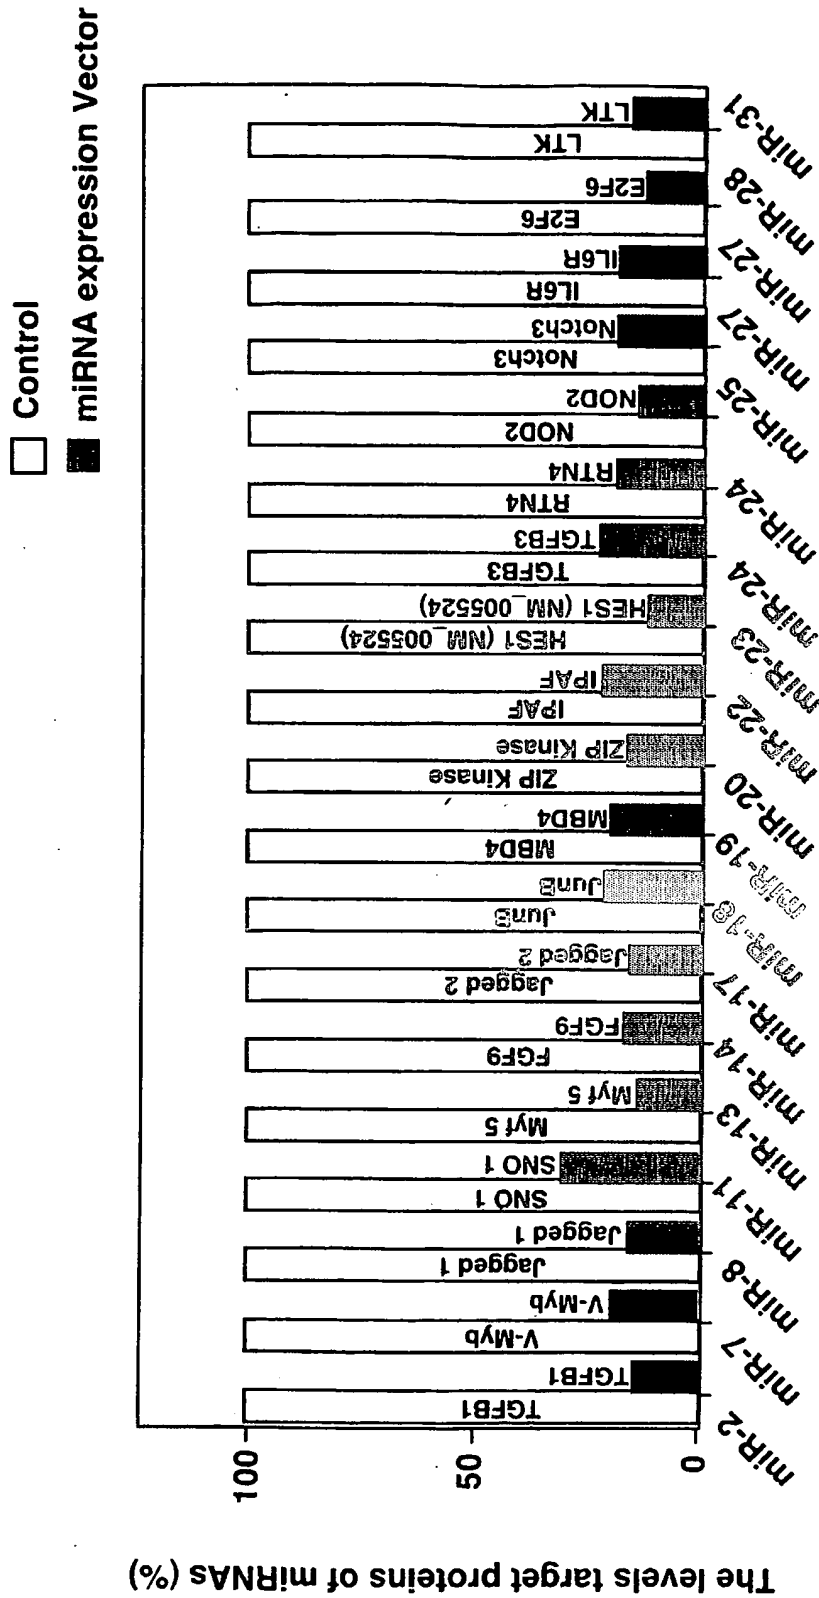 Control
miRNA expression Vector
The levels target proteins of miRNAs (%)
100
50
0
TGFB1
TGFB1
V-Myb
V-Myb
Jagged 1
Jagged 1
SNO 1
SNO 1
Myf 5
Myf 5
FGF9
FGF9
Jagged 2
Jagged 2
JunB
JunB
MBD4
MBD4
ZIP Kinase
ZIP Kinase
IPAF
IPAF
HES1 (NM_005524)
HES1 (NM_005524)
TGFB3
TGFB3
RTN4
RTN4
NOD2
NOD2
Notch3
Notch3
IL6R
IL6R
E2F6
E2F6
LTK
LTK
miR-2
miR-7
miR-8
miR-11
miR-13
miR-14
miR-17
miR-18
miR-19
miR-20
miR-22
miR-23
miR-24
miR-24
miR-25
miR-27
miR-27
miR-28
miR-31